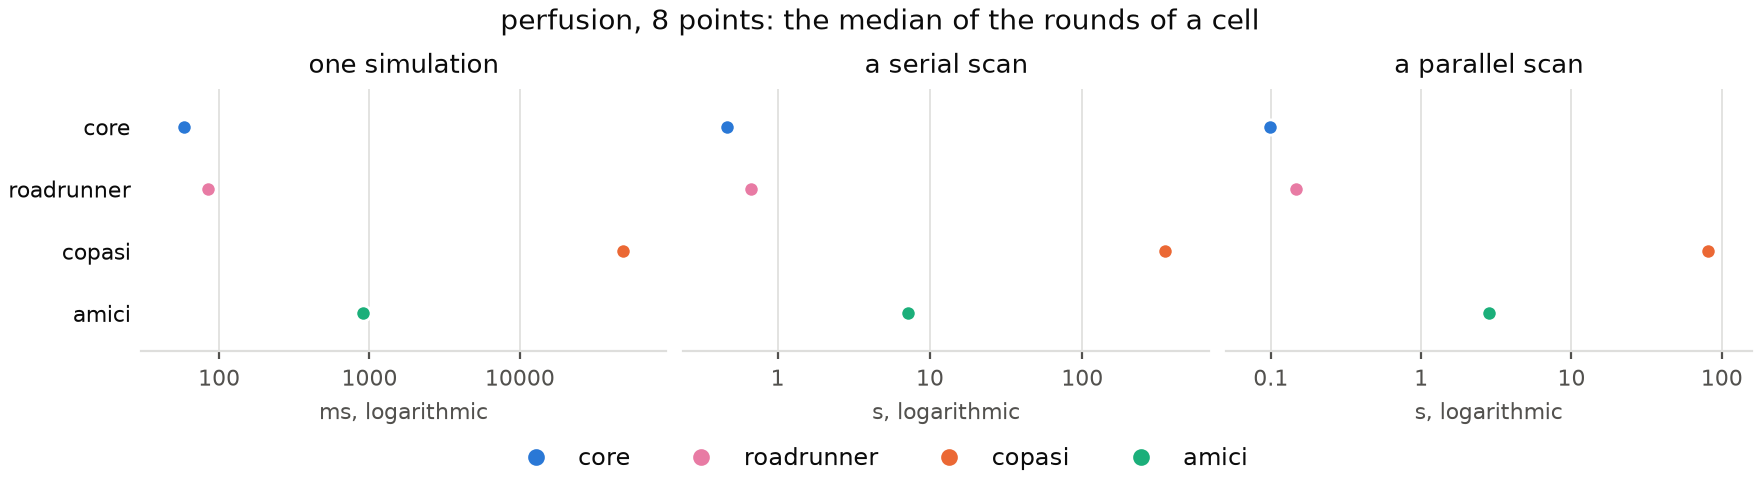 perfusion, 8 points: the median of the rounds of a cell
one simulation
a serial scan
a parallel scan
core
roadrunner
copasi
amici
100 1000 10000
1 10 100
0.1 1 10 100
ms, logarithmic
s, logarithmic
s, logarithmic
core roadrunner copasi amici